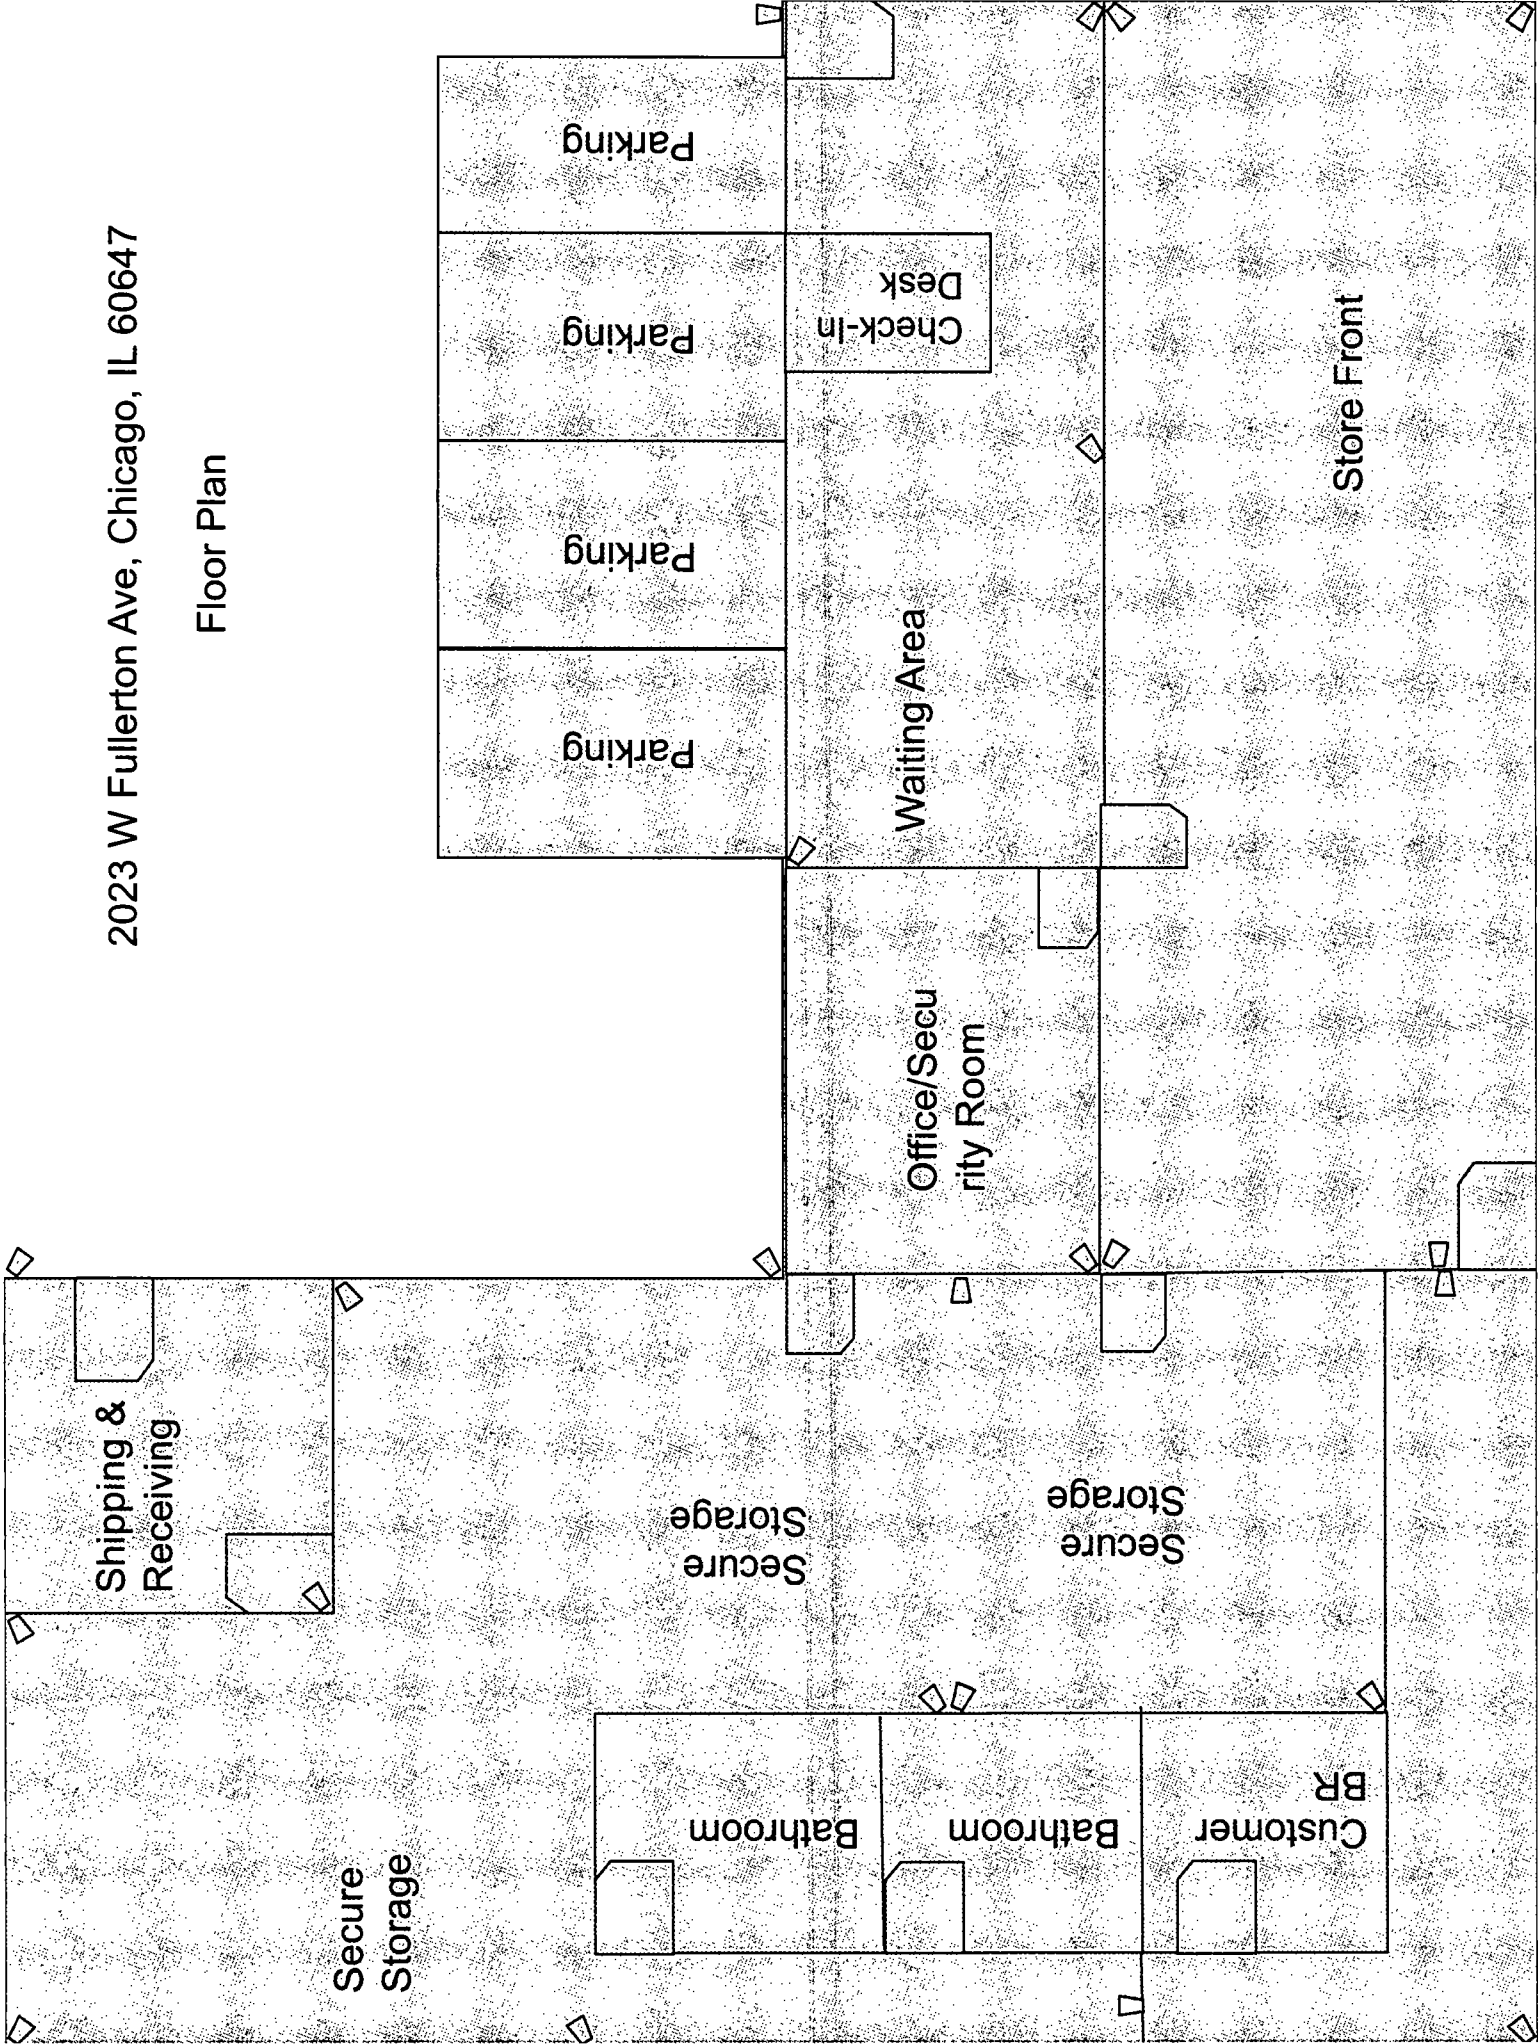 2023 W Fullerton Ave, Chicago, IL 60647
Floor Plan
Shipping &
Receiving
Secure
Storage
Secure
Storage
Secure
Storage
Bathroom
Bathroom
Customer
BR
Parking
Parking
Parking
Parking
Check-In
Desk
Waiting Area
Office/Secu
rity Room
Store Front